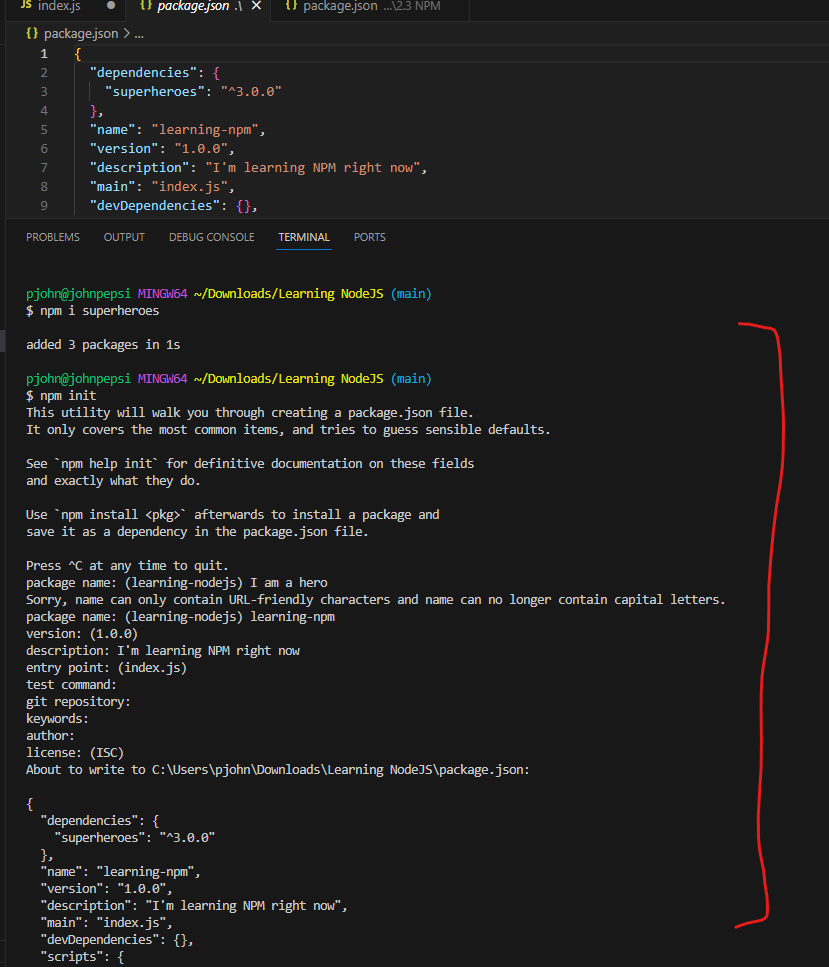 JS index.js ●
{} package.json .\ ✕
{} package.json ...\2.3 NPM
{} package.json > ...
1 {
2 "dependencies": {
3 "superheroes": "^3.0.0"
4 },
5 "name": "learning-npm",
6 "version": "1.0.0",
7 "description": "I'm learning NPM right now",
8 "main": "index.js",
9 "devDependencies": {},
PROBLEMS OUTPUT DEBUG CONSOLE TERMINAL PORTS
pjohn@johnpepsi MINGW64 ~/Downloads/Learning NodeJS (main)
$ npm i superheroes
added 3 packages in 1s
pjohn@johnpepsi MINGW64 ~/Downloads/Learning NodeJS (main)
$ npm init
This utility will walk you through creating a package.json file.
It only covers the most common items, and tries to guess sensible defaults.
See `npm help init` for definitive documentation on these fields
and exactly what they do.
Use `npm install <pkg>` afterwards to install a package and
save it as a dependency in the package.json file.
Press ^C at any time to quit.
package name: (learning-nodejs) I am a hero
Sorry, name can only contain URL-friendly characters and name can no longer contain capital letters.
package name: (learning-nodejs) learning-npm
version: (1.0.0)
description: I'm learning NPM right now
entry point: (index.js)
test command:
git repository:
keywords:
author:
license: (ISC)
About to write to C:\Users\pjohn\Downloads\Learning NodeJS\package.json:
{
"dependencies": {
"superheroes": "^3.0.0"
},
"name": "learning-npm",
"version": "1.0.0",
"description": "I'm learning NPM right now",
"main": "index.js",
"devDependencies": {},
"scripts": {